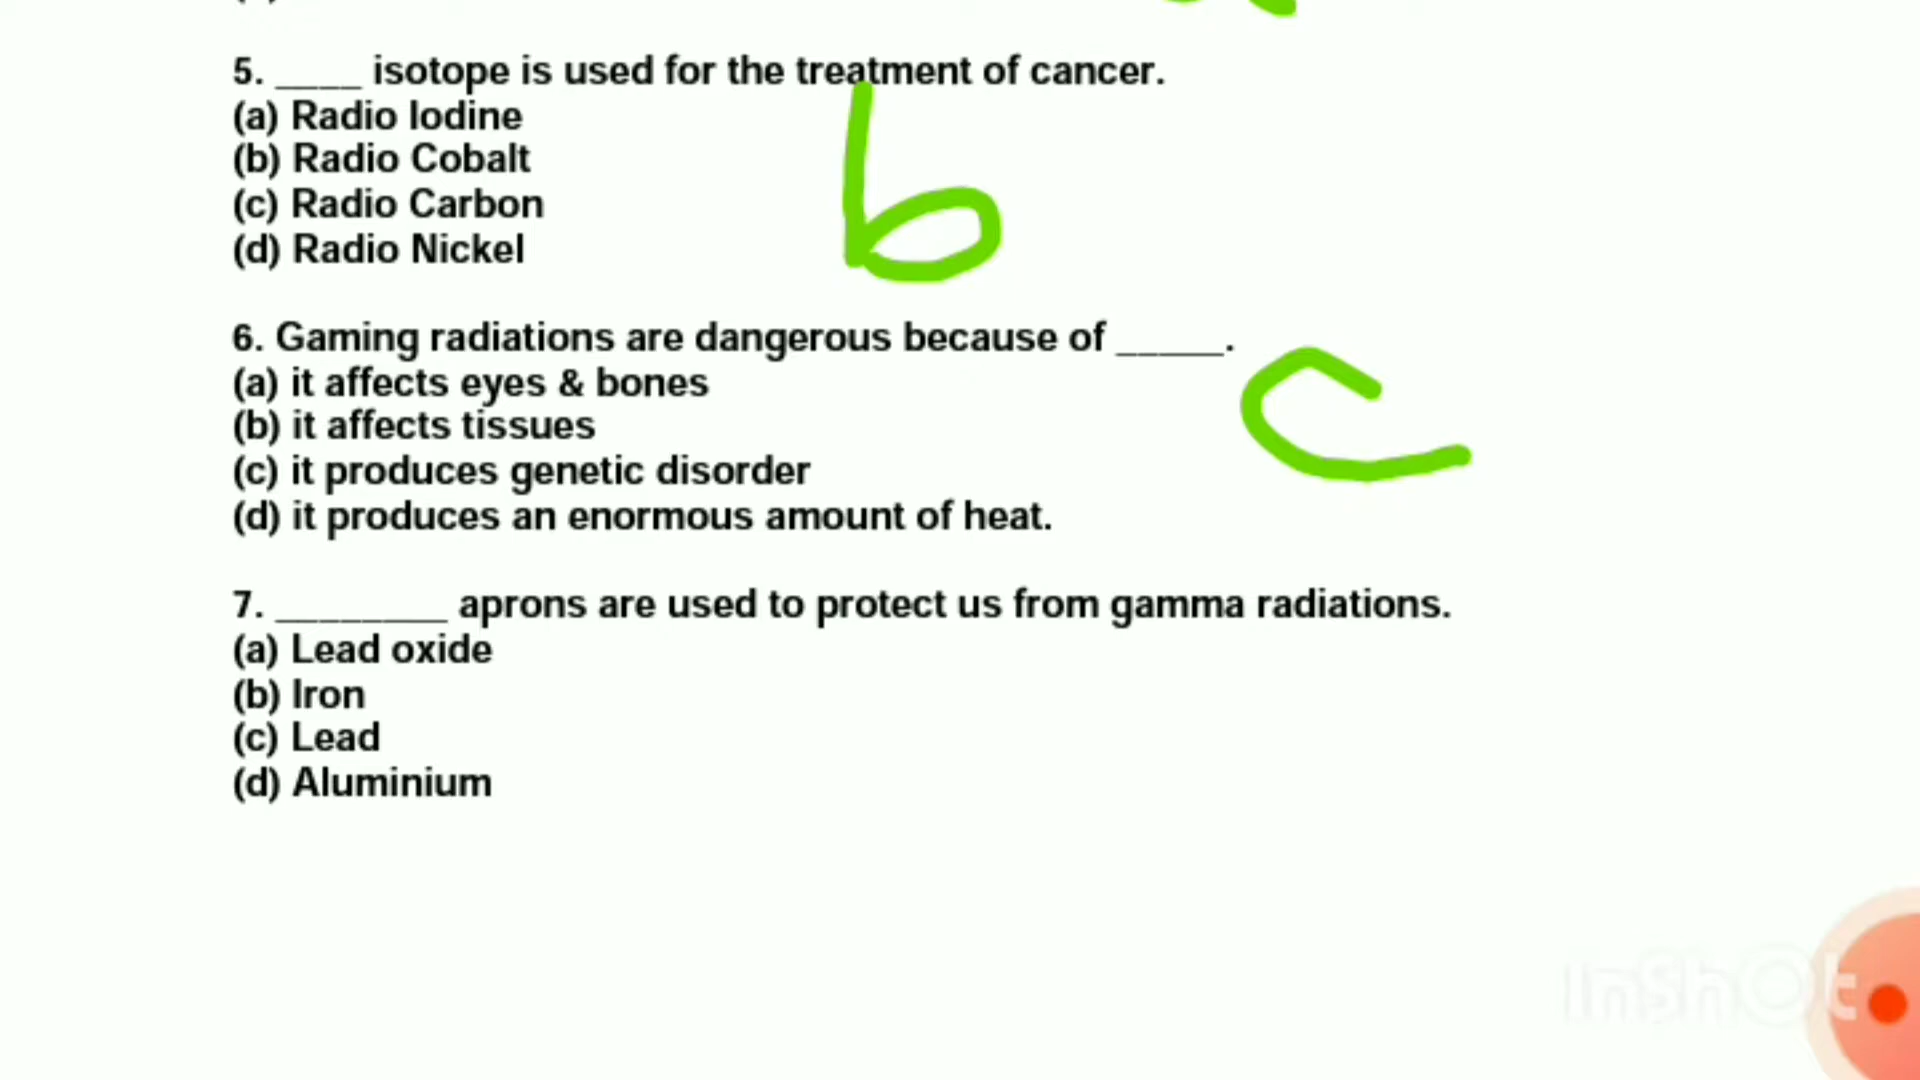 5. ____ isotope is used for the treatment of cancer.
(a) Radio Iodine
(b) Radio Cobalt
(c) Radio Carbon
(d) Radio Nickel
b
6. Gaming radiations are dangerous because of _____.
(a) it affects eyes & bones
(b) it affects tissues
(c) it produces genetic disorder
(d) it produces an enormous amount of heat.
c
7. ________ aprons are used to protect us from gamma radiations.
(a) Lead oxide
(b) Iron
(c) Lead
(d) Aluminium
InShOt